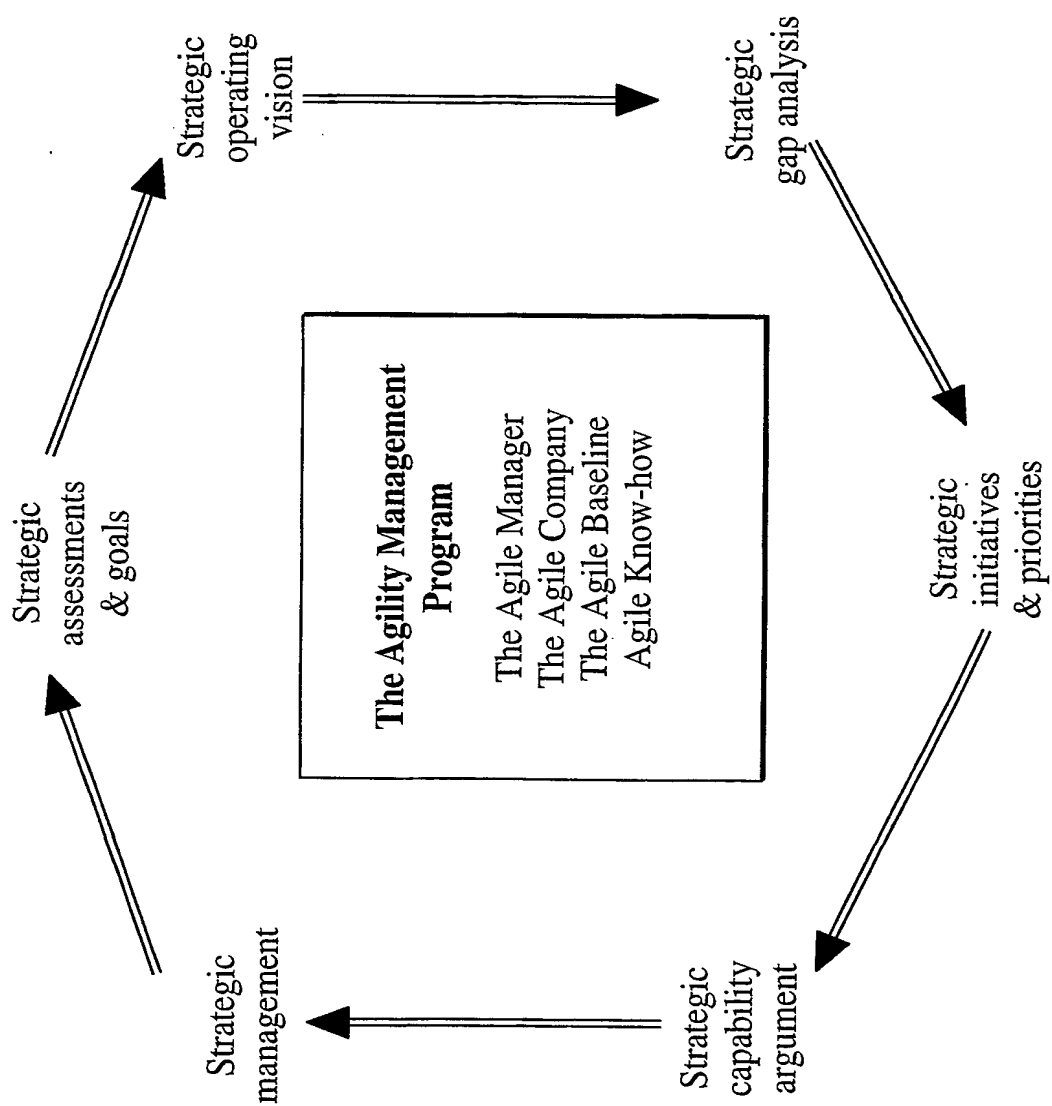 Strategic
assessments
& goals
Strategic
operating
vision
Strategic
gap analysis
Strategic
initiatives
& priorities
Strategic
capability
argument
Strategic
management
The Agility Management
Program
The Agile Manager
The Agile Company
The Agile Baseline
Agile Know-how